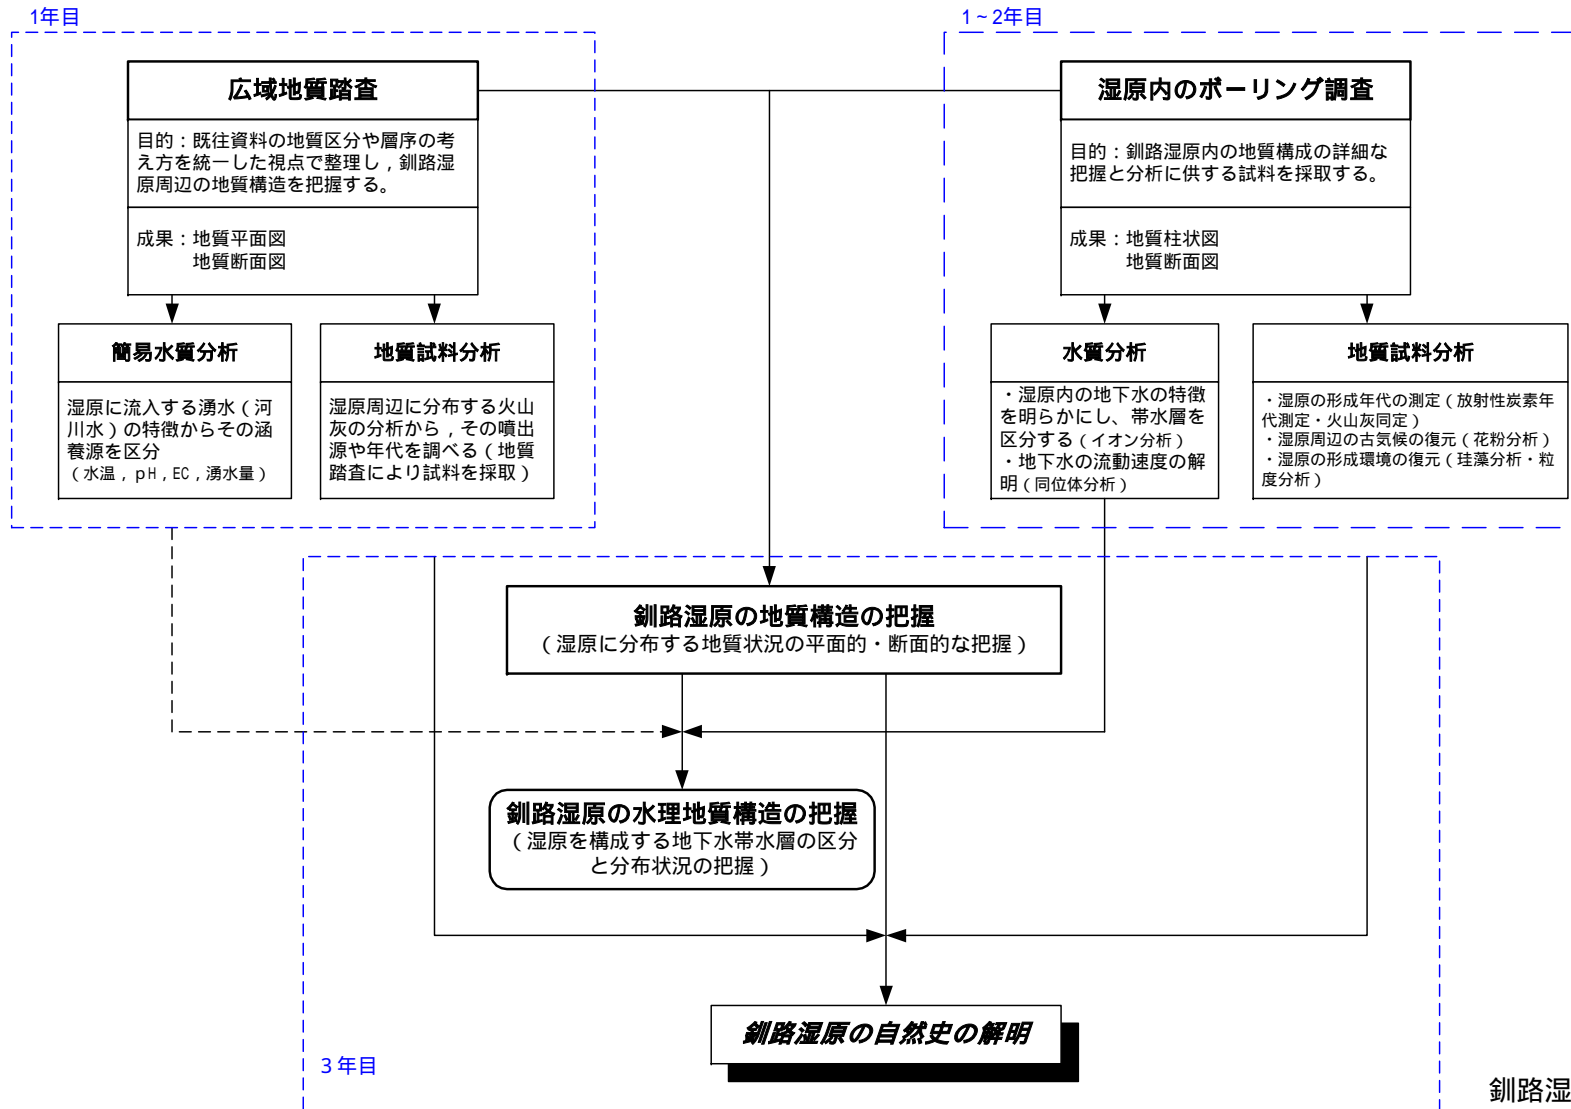 1年目
広域地質踏査
目的：既往資料の地質区分や層序の考
え方を統一した視点で整理し，釧路湿
原周辺の地質構造を把握する。
成果：地質平面図
地質断面図
簡易水質分析
湿原に流入する湧水（河
川水）の特徴からその涵
養源を区分
（水温，pH，EC，湧水量）
地質試料分析
湿原周辺に分布する火山
灰の分析から，その噴出
源や年代を調べる（地質
踏査により試料を採取）
1～2年目
湿原内のボーリング調査
目的：釧路湿原内の地質構成の詳細な
把握と分析に供する試料を採取する。
成果：地質柱状図
地質断面図
水質分析
・湿原内の地下水の特徴
を明らかにし、帯水層を
区分する（イオン分析）
・地下水の流動速度の解
明（同位体分析）
地質試料分析
・湿原の形成年代の測定（放射性炭素年
代測定・火山灰同定）
・湿原周辺の古気候の復元（花粉分析）
・湿原の形成環境の復元（珪藻分析・粒
度分析）
釧路湿原の地質構造の把握
（湿原に分布する地質状況の平面的・断面的な把握）
釧路湿原の水理地質構造の把握
（湿原を構成する地下水帯水層の区分
と分布状況の把握）
釧路湿原の自然史の解明
3年目
釧路湿